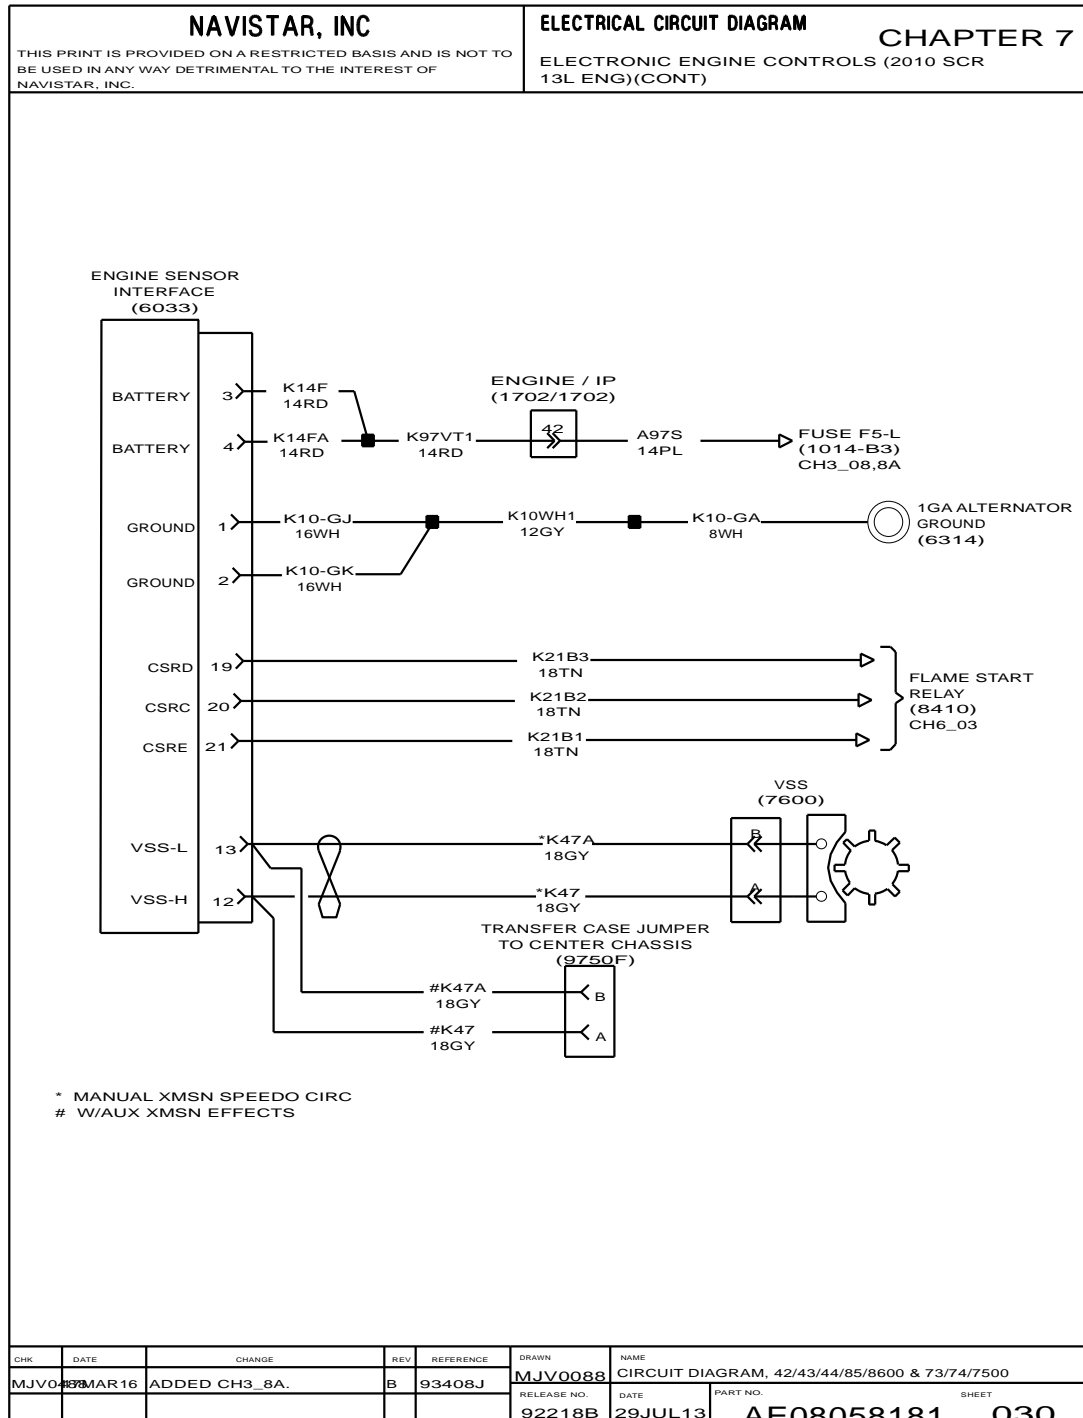 NAVISTAR, INC
THIS PRINT IS PROVIDED ON A RESTRICTED BASIS AND IS NOT TO
BE USED IN ANY WAY DETRIMENTAL TO THE INTEREST OF
NAVISTAR, INC.
ELECTRICAL CIRCUIT DIAGRAM
CHAPTER 7
ELECTRONIC ENGINE CONTROLS (2010 SCR
13L ENG)(CONT)
ENGINE SENSOR
INTERFACE
(6033)
BATTERY 3 K14F
14RD
BATTERY 4 K14FA K97VT1
14RD 14RD
ENGINE / IP
(1702/1702)
42
A97S
14PL
FUSE F5-L
(1014-B3)
CH3_08,8A
GROUND 1 K10-GJ K10WH1 K10-GA
16WH 12GY 8WH
1GA ALTERNATOR
GROUND
(6314)
GROUND 2 K10-GK
16WH
CSRD 19 K21B3
18TN
CSRC 20 K21B2
18TN
CSRE 21 K21B1
18TN
FLAME START
RELAY
(8410)
CH6_03
VSS
(7600)
VSS-L 13 *K47A B
18GY
VSS-H 12 *K47 A
18GY
TRANSFER CASE JUMPER
TO CENTER CHASSIS
(9750F)
#K47A B
18GY
#K47 A
18GY
* MANUAL XMSN SPEEDO CIRC
# W/AUX XMSN EFFECTS
CHK DATE CHANGE REV REFERENCE
MAR16 ADDED CH3_8A. B 93408J
DRAWN
MJV0088
NAME
CIRCUIT DIAGRAM, 42/43/44/85/8600 & 73/74/7500
RELEASE NO. DATE PART NO. SHEET
92218B 29JUL13 AE08058181 030